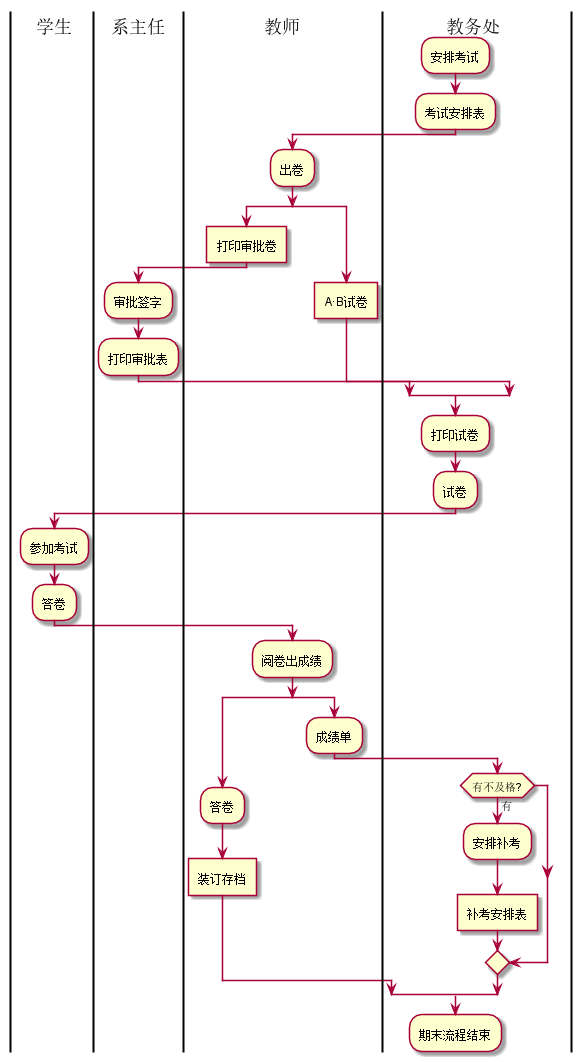 学生
系主任
教师
教务处
安排考试
考试安排表
出卷
打印审批卷
审批签字
A·B试卷
打印审批表
打印试卷
试卷
参加考试
答卷
阅卷出成绩
成绩单
有不及格?
有
答卷
安排补考
装订存档
补考安排表
期末流程结束